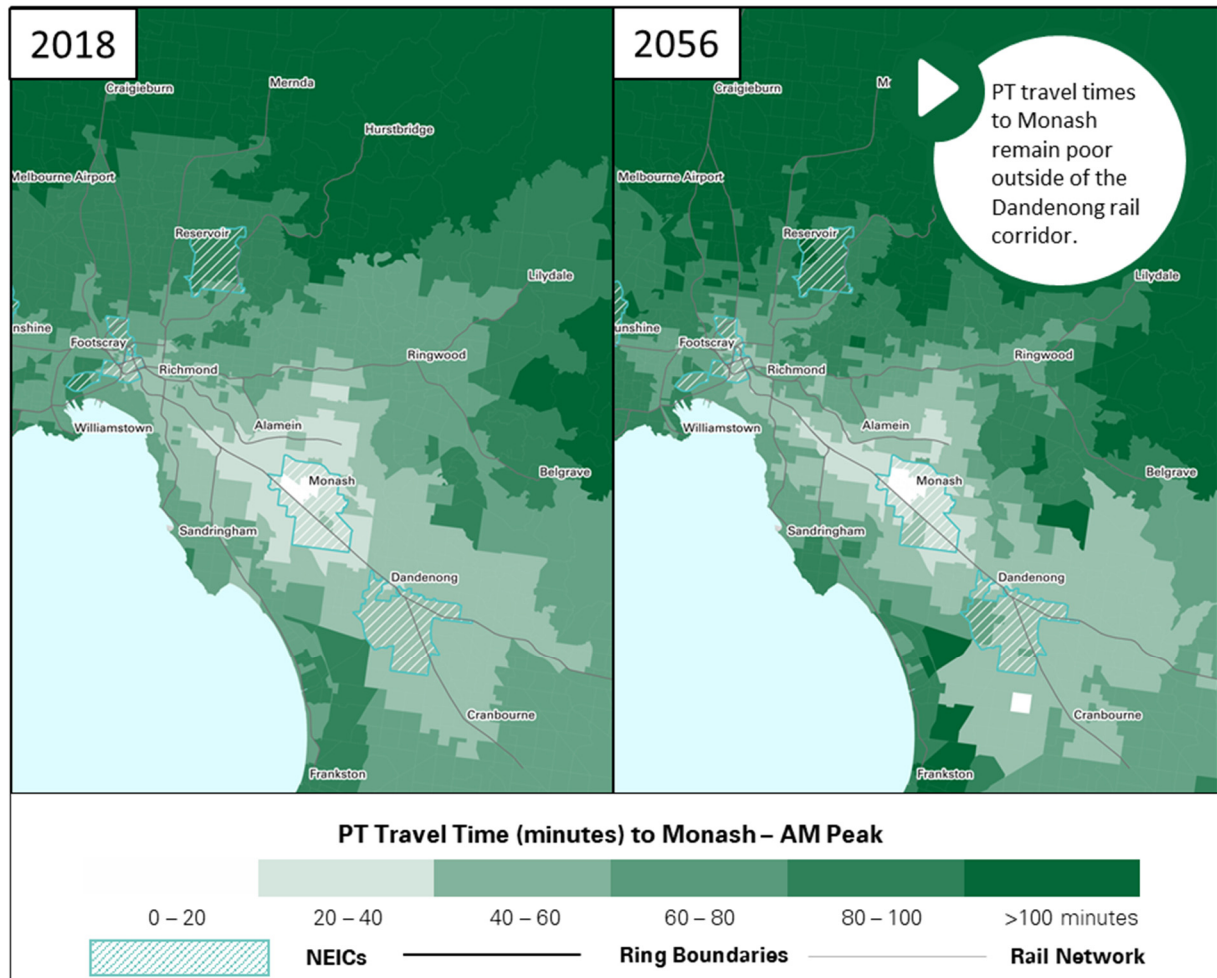 2018
Craigieburn
Mernda
Hurstbridge
Melbourne Airport
Reservoir
Lilydale
nshine
Footscray
Ringwood
Richmond
Williamstown
Alamein
Belgrave
Monash
Sandringham
Dandenong
Cranbourne
Frankston
2056
Craigieburn
M
PT travel times
to Monash
remain poor
outside of the
Dandenong rail
corridor.
Melbourne Airport
Reservoir
Lilydale
unshine
Footscray
Ringwood
Richmond
Williamstown
Alamein
Belgrave
Monash
Sandringham
Dandenong
Cranbourne
Frankston
PT Travel Time (minutes) to Monash – AM Peak
0 – 20 20 – 40 40 – 60 60 – 80 80 – 100 >100 minutes
NEICs Ring Boundaries Rail Network